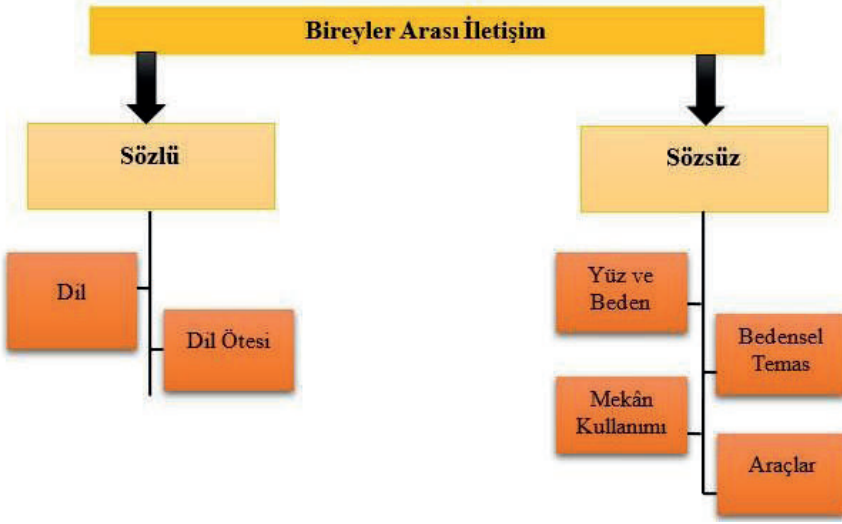 Bireyler Arası İletişim
Sözlü
Dil
Dil Ötesi
Sözsüz
Yüz ve
Beden
Bedensel
Temas
Mekân
Kullanımı
Araçlar